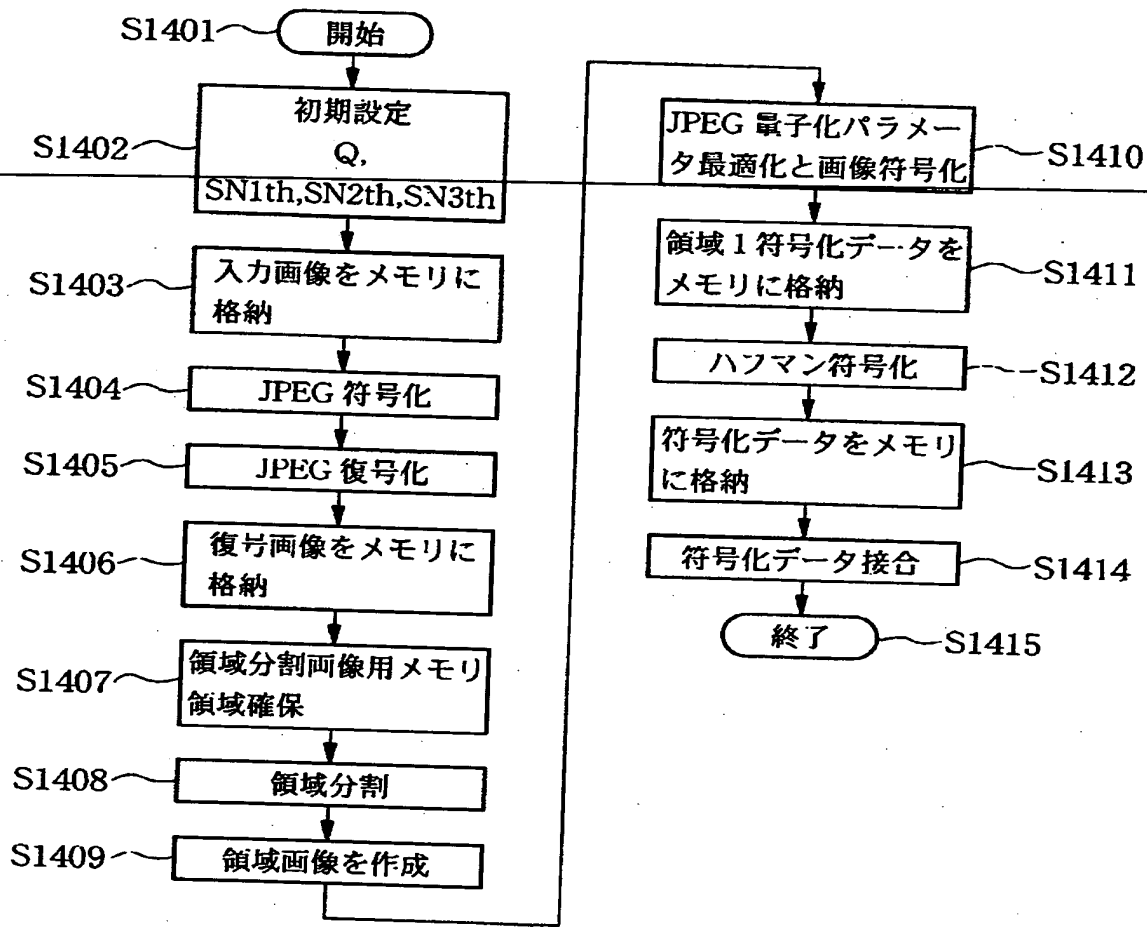 S1401
開始
S1402
初期設定
Q,
SN1th,SN2th,SN3th
S1403
入力画像をメモリに
格納
S1404
JPEG 符号化
S1405
JPEG 復号化
S1406
復号画像をメモリに
格納
S1407
領域分割画像用メモリ
領域確保
S1408
領域分割
S1409
領域画像を作成
JPEG 量子化パラメー
タ最適化と画像符号化
S1410
領域1符号化データを
メモリに格納
S1411
ハフマン符号化
S1412
符号化データをメモリ
に格納
S1413
符号化データ接合
S1414
終了
S1415